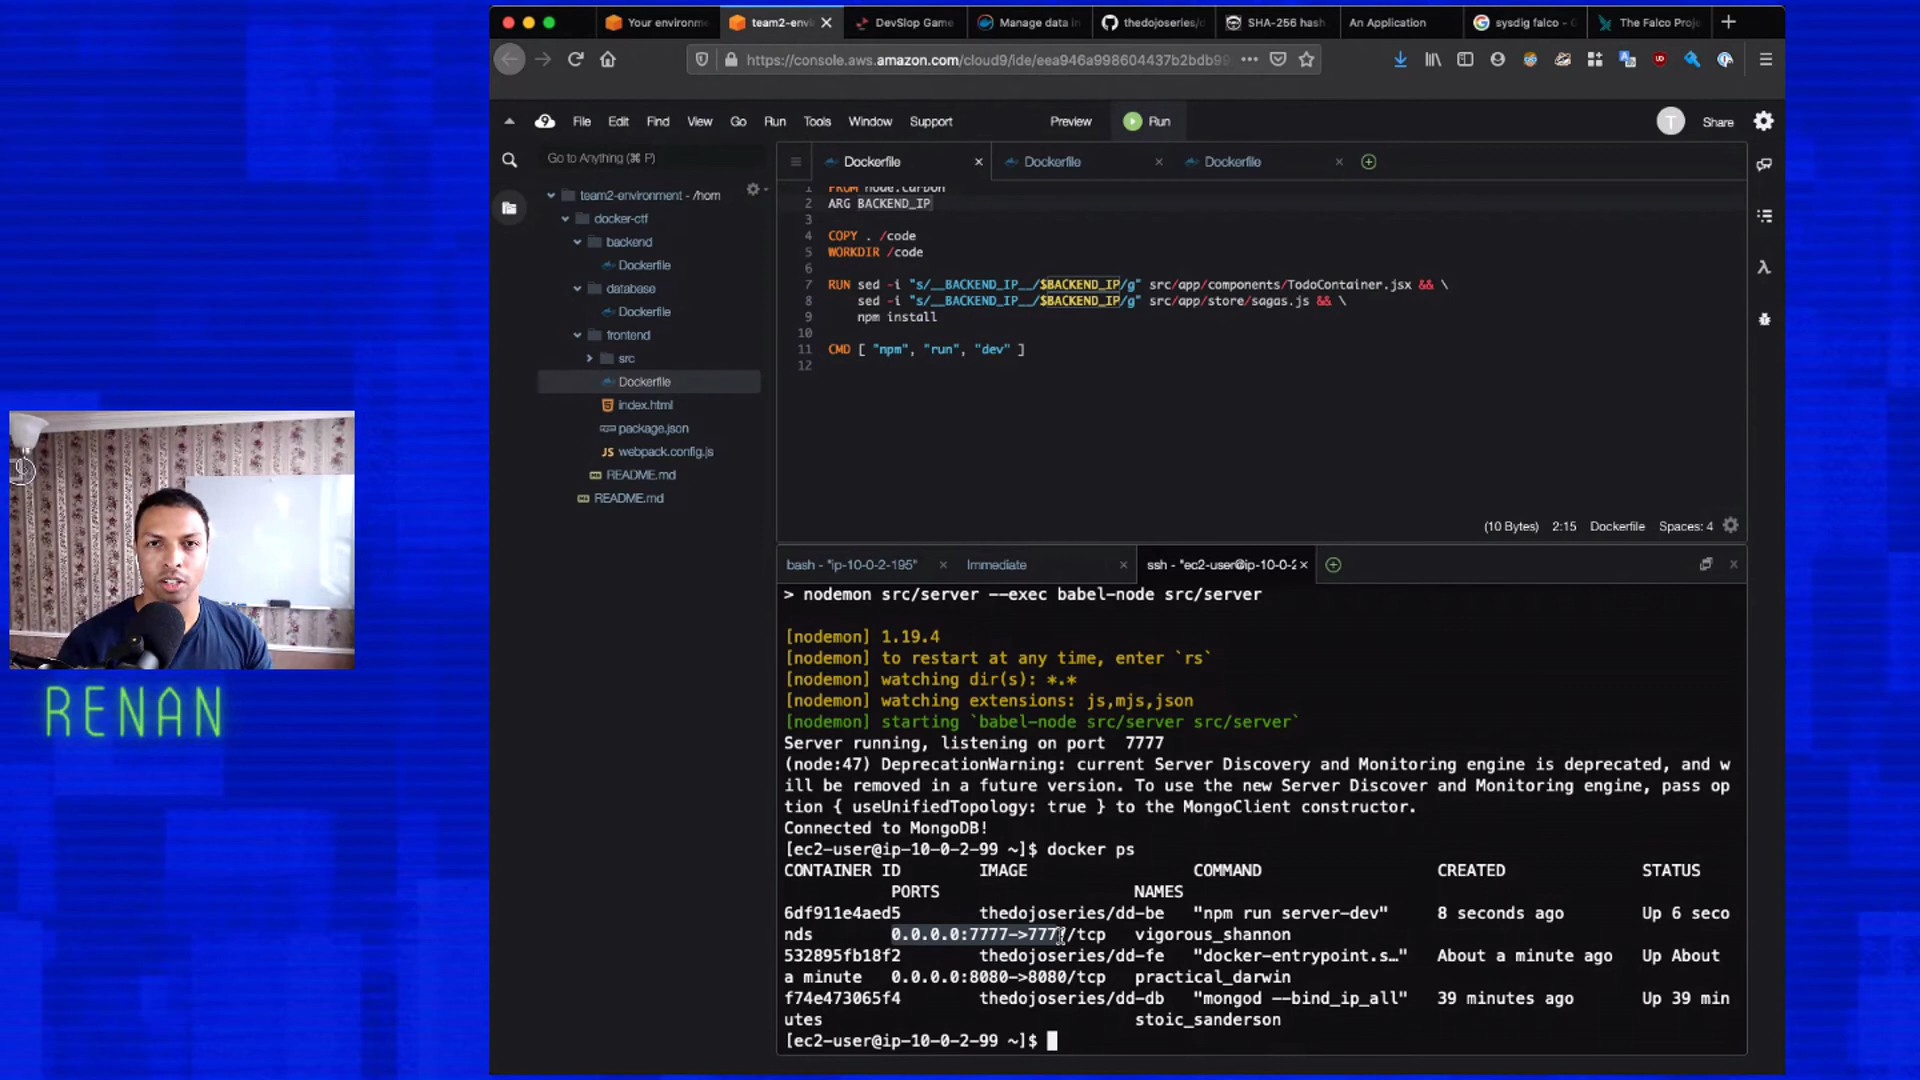 Your environme
team2-envi
DevSlop Game
Manage data in
thedojoseries/d
SHA-256 hash
An Application
sysdig falco - G
The Falco Proj
https://console.aws.amazon.com/cloud9/ide/eea946a998604437b2bdb99
File Edit Find View Go Run Tools Window Support
Preview
Run
T
Share
Go to Anything (⌘ P)
team2-environment - /hom
docker-ctf
backend
Dockerfile
database
Dockerfile
frontend
src
Dockerfile
index.html
package.json
JS webpack.config.js
README.md
README.md
Dockerfile
Dockerfile
Dockerfile
1 FROM node:carbon
2 ARG BACKEND_IP
3
4 COPY . /code
5 WORKDIR /code
6
7 RUN sed -i "s/__BACKEND_IP__/$BACKEND_IP/g" src/app/components/TodoContainer.jsx && \
8 sed -i "s/__BACKEND_IP__/$BACKEND_IP/g" src/app/store/sagas.js && \
9 npm install
10
11 CMD [ "npm", "run", "dev" ]
12
(10 Bytes) 2:15 Dockerfile Spaces: 4
bash - "ip-10-0-2-195"
Immediate
ssh - "ec2-user@ip-10-0-2
> nodemon src/server --exec babel-node src/server
[nodemon] 1.19.4
[nodemon] to restart at any time, enter `rs`
[nodemon] watching dir(s): *.*
[nodemon] watching extensions: js,mjs,json
[nodemon] starting `babel-node src/server src/server`
Server running, listening on port  7777
(node:47) DeprecationWarning: current Server Discovery and Monitoring engine is deprecated, and w
ill be removed in a future version. To use the new Server Discover and Monitoring engine, pass op
tion { useUnifiedTopology: true } to the MongoClient constructor.
Connected to MongoDB!
[ec2-user@ip-10-0-2-99 ~]$ docker ps
CONTAINER ID IMAGE COMMAND CREATED STATUS
PORTS NAMES
6df911e4aed5 thedojoseries/dd-be "npm run server-dev" 8 seconds ago Up 6 seco
nds 0.0.0.0:7777->7777/tcp vigorous_shannon
532895fb18f2 thedojoseries/dd-fe "docker-entrypoint.s…" About a minute ago Up About
a minute 0.0.0.0:8080->8080/tcp practical_darwin
f74e473065f4 thedojoseries/dd-db "mongod --bind_ip_all" 39 minutes ago Up 39 min
utes stoic_sanderson
[ec2-user@ip-10-0-2-99 ~]$
RENAN